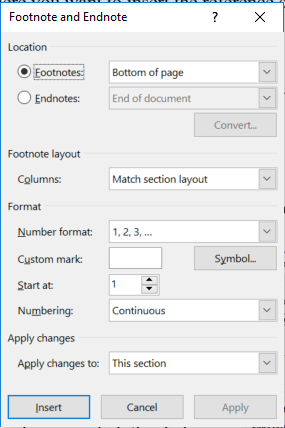 Footnote and Endnote
Location
Footnotes: Bottom of page
Endnotes: End of document
Convert...
Footnote layout
Columns: Match section layout
Format
Number format: 1, 2, 3, ...
Custom mark: Symbol...
Start at: 1
Numbering: Continuous
Apply changes
Apply changes to: This section
Insert Cancel Apply